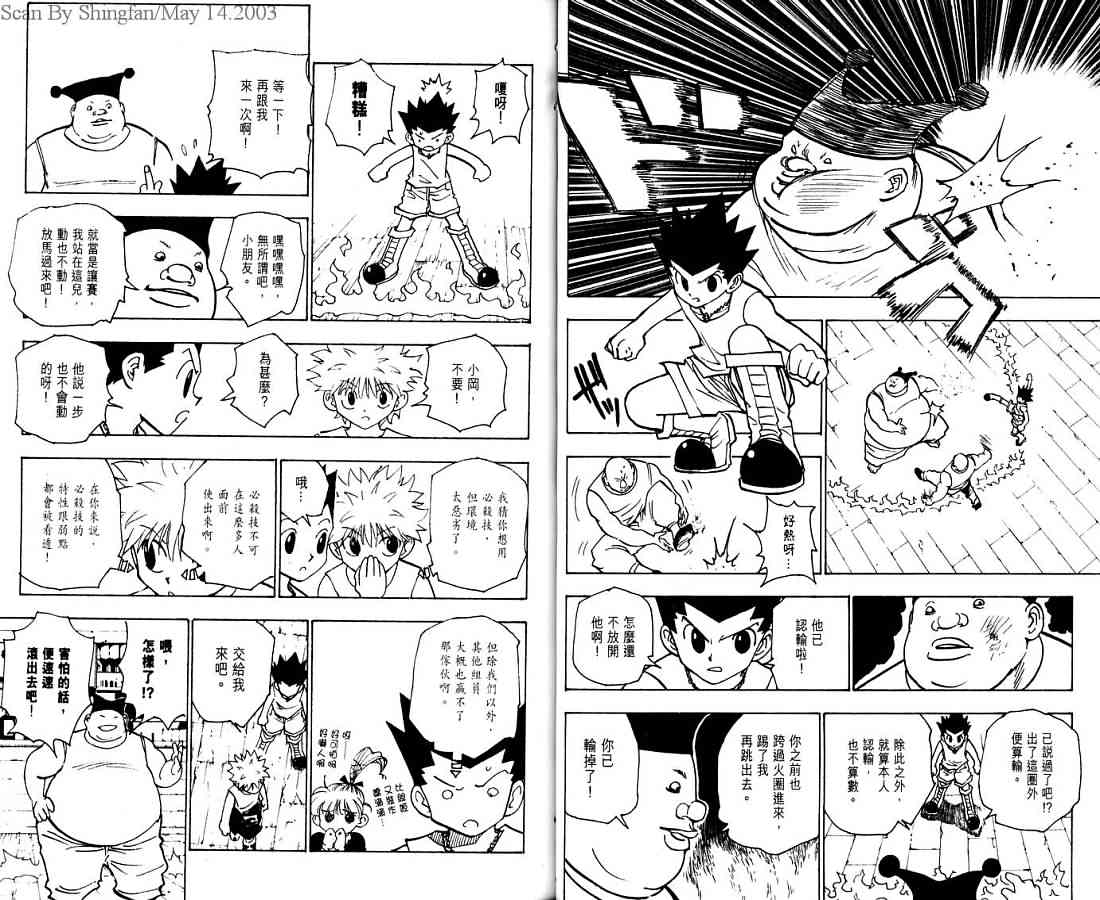 Scan By Shingfan/May 14.2003
好熱呀…
他已
認輸啦！
怎麼還
不放開
他啊！
已說過了吧!?
出了這圈外
便算輸。
除此之外，
就算本人
認輸，
也不算數。
你之前也
跨過火圈進來，
踢了我
再跳出去。
你已
輸掉了！
嗄呀！
糟糕！
等一下！
再跟我
來一次啊！
嘿嘿嘿嘿，
無所謂吧，
小朋友。
就當是讓賽
我站在這兒，
動也不動！
放馬過來吧！
小岡，
不要！
為甚麼？
他說一步
也不會動
的呀！
我猜你想用
必殺技，
但環境
太惡劣了。
哦…
必殺技不可
在這麼多人
面前
使出來啊。
在你來說
必殺技的
特性跟弱點
都會被看透！
但除我們以外，
其他組員
大概也贏不了
那傢伙啊。
交給我
來吧。
喂，
怎樣了!?
害怕的話，
便速速
滾出去吧！